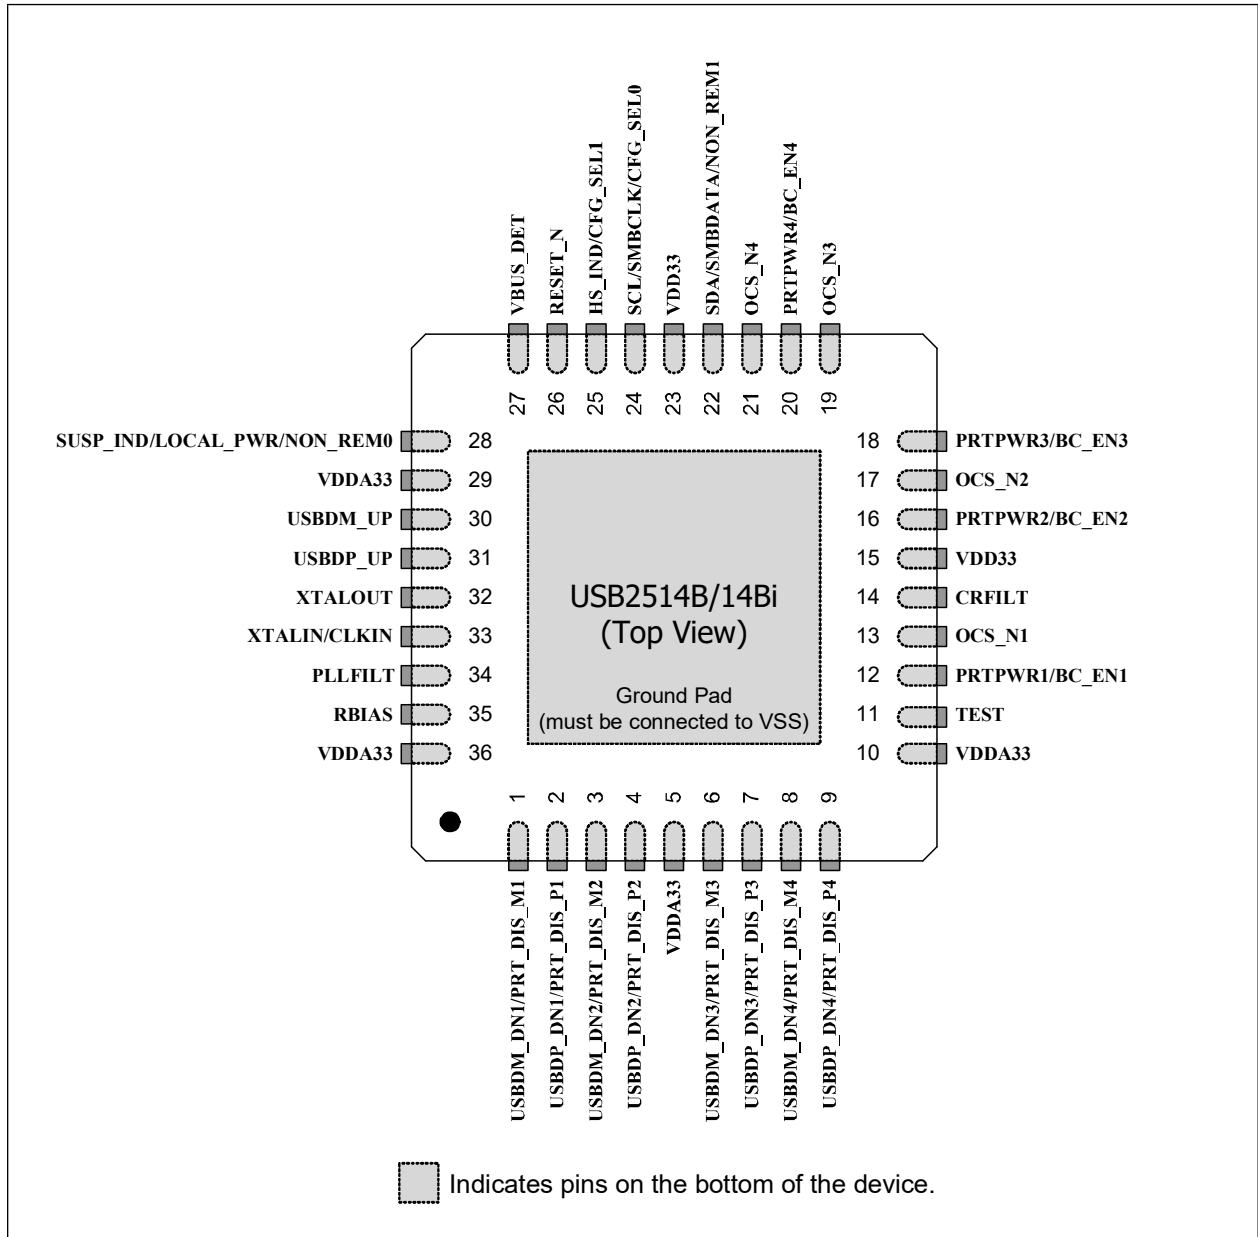 VBUS_DET
RESET_N
HS_IND/CFG_SEL1
SCL/SMBCLK/CFG_SEL0
VDD33
SDA/SMBDATA/NON_REM1
OCS_N4
PRTPWR4/BC_EN4
OCS_N3
27
26
25
24
23
22
21
20
19
SUSP_IND/LOCAL_PWR/NON_REM0 28
VDDA33 29
USBDM_UP 30
USBDP_UP 31
XTALOUT 32
XTALIN/CLKIN 33
PLLFILT 34
RBIAS 35
VDDA33 36
USB2514B/14Bi
(Top View)
Ground Pad
(must be connected to VSS)
18 PRTPWR3/BC_EN3
17 OCS_N2
16 PRTPWR2/BC_EN2
15 VDD33
14 CRFILT
13 OCS_N1
12 PRTPWR1/BC_EN1
11 TEST
10 VDDA33
1
2
3
4
5
6
7
8
9
USBDM_DN1/PRT_DIS_M1
USBDP_DN1/PRT_DIS_P1
USBDM_DN2/PRT_DIS_M2
USBDP_DN2/PRT_DIS_P2
VDDA33
USBDM_DN3/PRT_DIS_M3
USBDP_DN3/PRT_DIS_P3
USBDM_DN4/PRT_DIS_M4
USBDP_DN4/PRT_DIS_P4
Indicates pins on the bottom of the device.